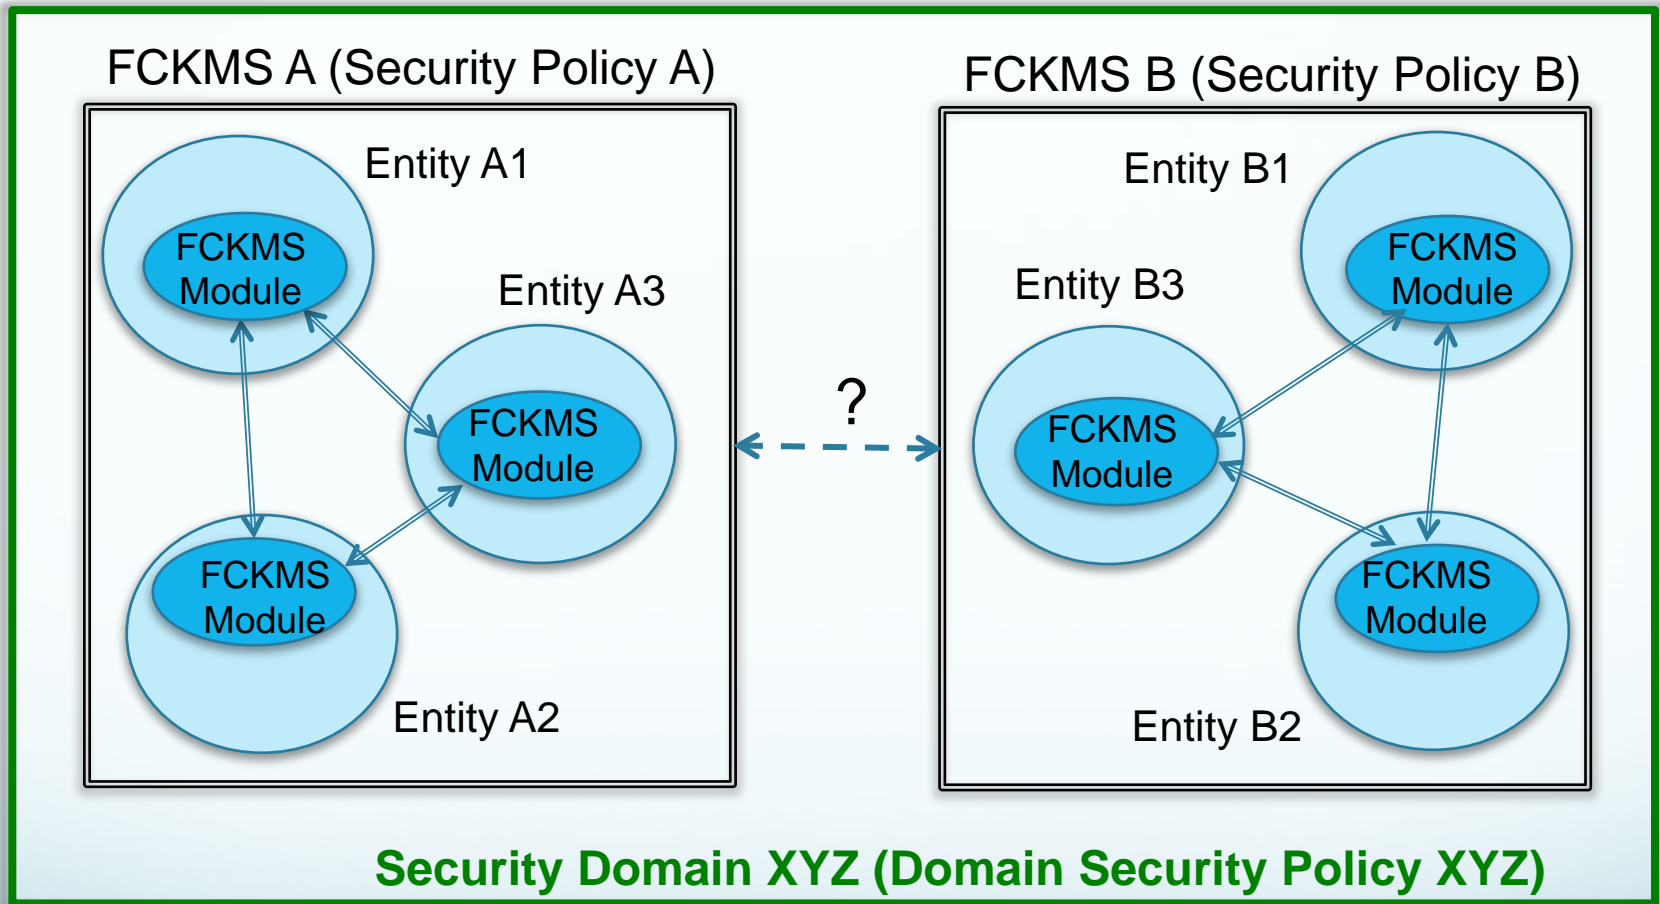 FCKMS A (Security Policy A)
Entity A1
FCKMS
Module
Entity A3
FCKMS
Module
FCKMS
Module
Entity A2
?
FCKMS B (Security Policy B)
Entity B1
FCKMS
Module
Entity B3
FCKMS
Module
FCKMS
Module
Entity B2
Security Domain XYZ (Domain Security Policy XYZ)